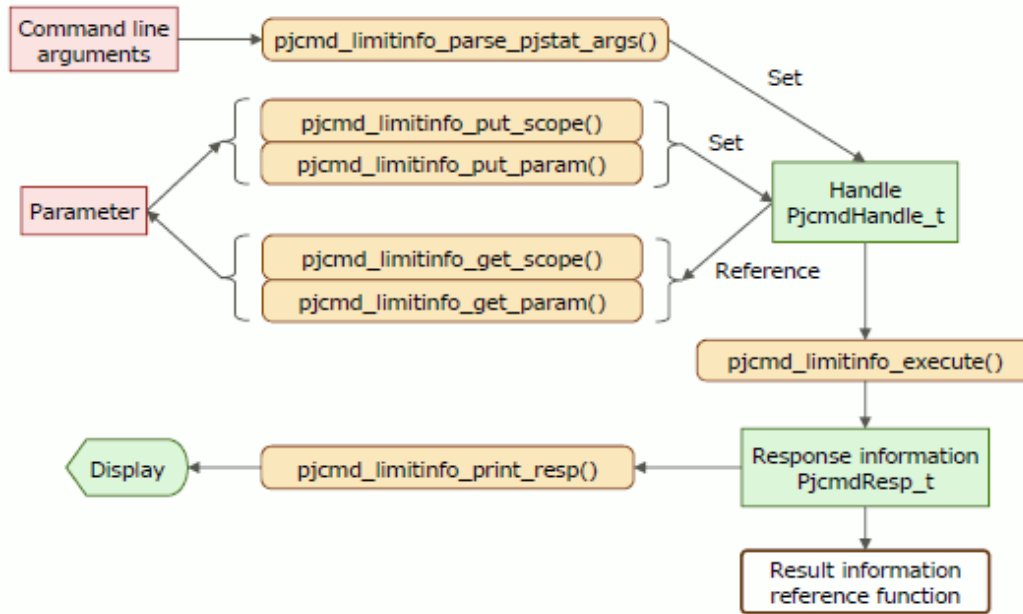 Command line
arguments
pjcmd_limitinfo_parse_pjstat_args()
Set
pjcmd_limitinfo_put_scope()
pjcmd_limitinfo_put_param()
Set
Handle
PjcmdHandle_t
Parameter
pjcmd_limitinfo_get_scope()
pjcmd_limitinfo_get_param()
Reference
pjcmd_limitinfo_execute()
Response information
PjcmdResp_t
pjcmd_limitinfo_print_resp()
Display
Result information
reference function